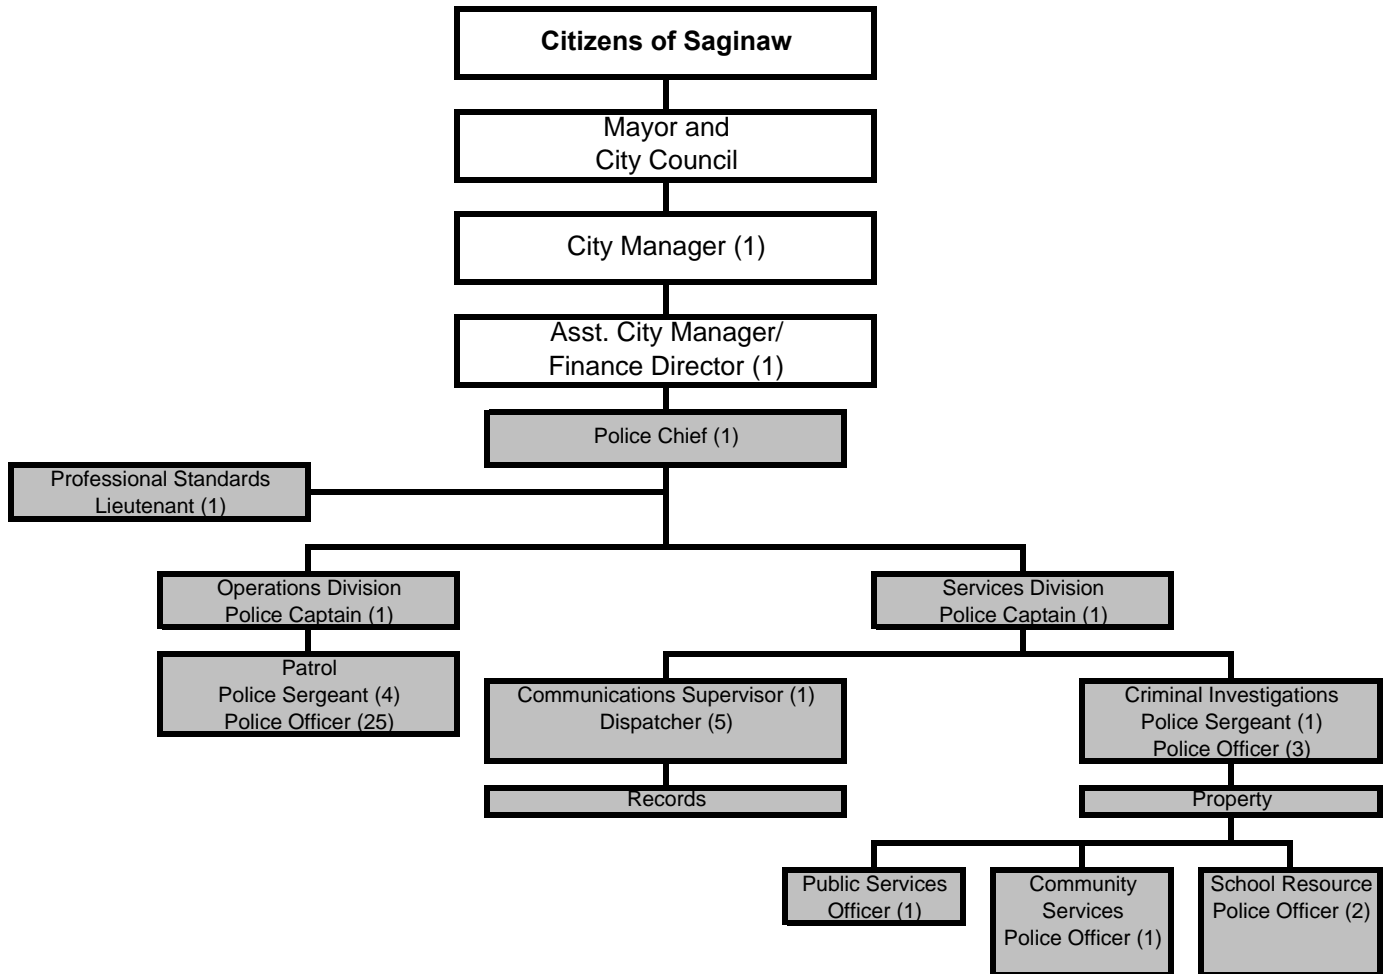 Citizens of Saginaw
Mayor and
City Council
City Manager (1)
Asst. City Manager/
Finance Director (1)
Police Chief (1)
Professional Standards
Lieutenant (1)
Operations Division
Police Captain (1)
Services Division
Police Captain (1)
Patrol
Police Sergeant (4)
Police Officer (25)
Communications Supervisor (1)
Dispatcher (5)
Criminal Investigations
Police Sergeant (1)
Police Officer (3)
Records
Property
Public Services
Officer (1)
Community
Services
Police Officer (1)
School Resource
Police Officer (2)